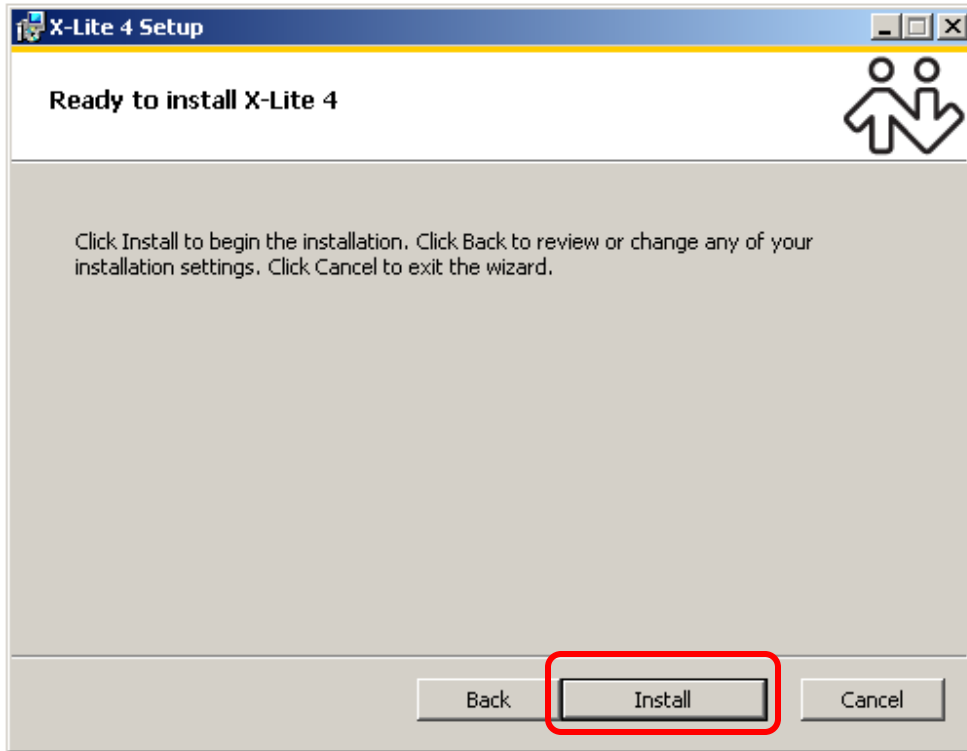 X-Lite 4 Setup
Ready to install X-Lite 4
Click Install to begin the installation. Click Back to review or change any of your
installation settings. Click Cancel to exit the wizard.
Back Install Cancel